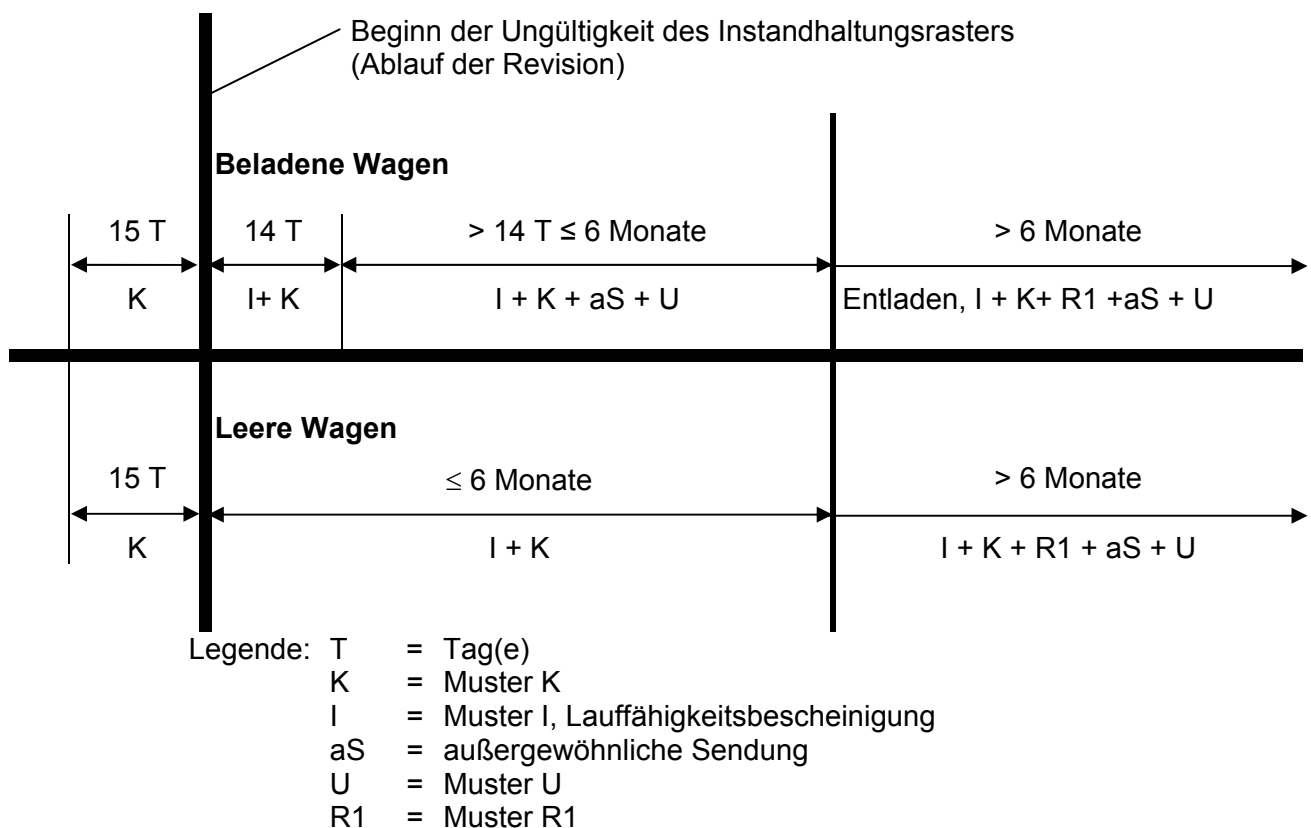 Beginn der Ungültigkeit des Instandhaltungsrasters
(Ablauf der Revision)
Beladene Wagen
15 T 14 T > 14 T ≤ 6 Monate > 6 Monate
K I+ K I + K + aS + U Entladen, I + K+ R1 +aS + U
Leere Wagen
15 T ≤ 6 Monate > 6 Monate
K I + K I + K + R1 + aS + U
Legende: T = Tag(e)
K = Muster K
I = Muster I, Lauffähigkeitsbescheinigung
aS = außergewöhnliche Sendung
U = Muster U
R1 = Muster R1